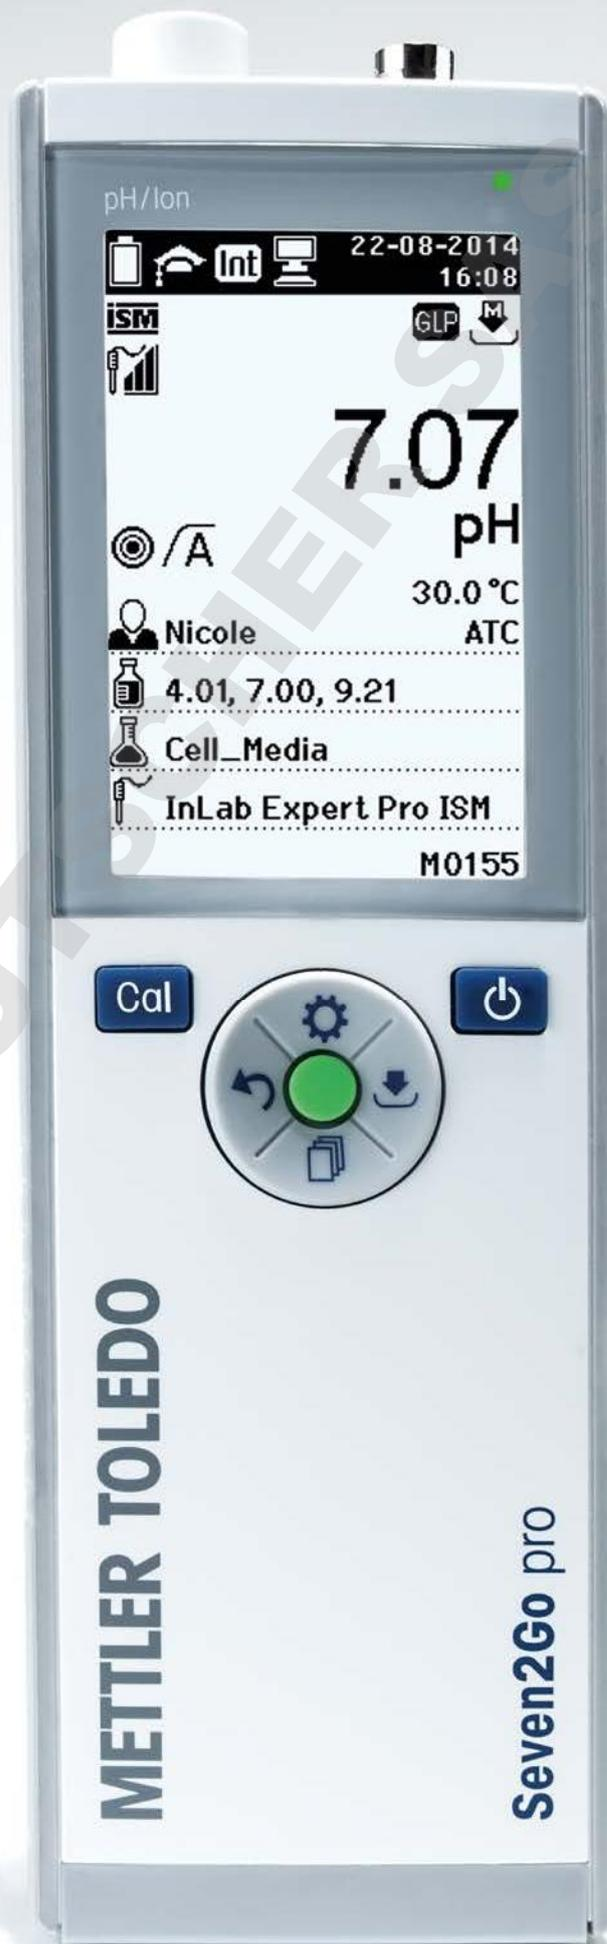 pH/Ion
Int
22-08-2014
16:08
ISM
GLP
M
7.07
pH
A
30.0 °C
Nicole
ATC
4.01, 7.00, 9.21
Cell_Media
InLab Expert Pro ISM
M0155
Cal
METTLER TOLEDO
Seven2Go pro